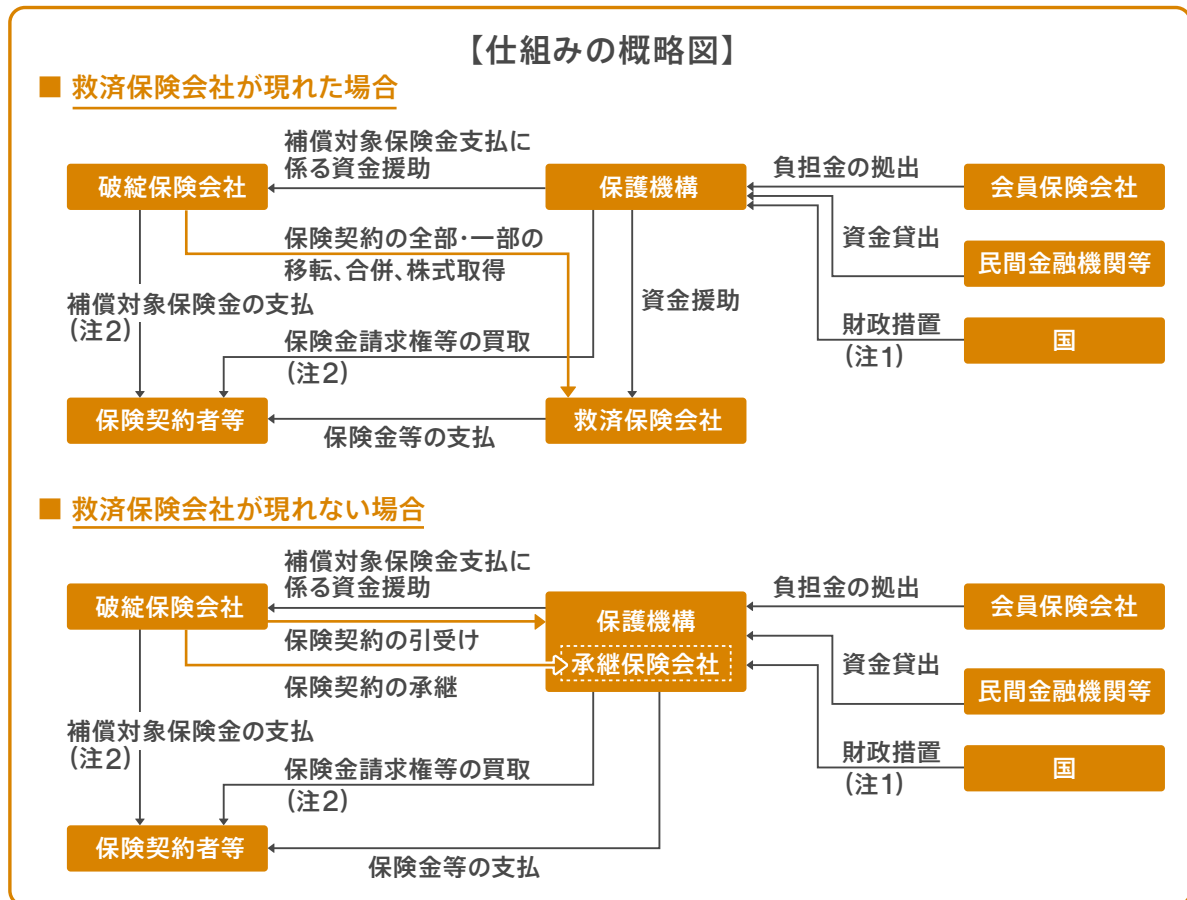 【仕組みの概略図】
■ 救済保険会社が現れた場合
補償対象保険金支払に
係る資金援助
負担金の拠出
破綻保険会社
保護機構
会員保険会社
保険契約の全部・一部の
移転、合併、株式取得
資金貸出
民間金融機関等
補償対象保険金の支払
(注2)
資金援助
財政措置
(注1)
国
保険金請求権等の買取
(注2)
保険契約者等
救済保険会社
保険金等の支払
■ 救済保険会社が現れない場合
補償対象保険金支払に
係る資金援助
負担金の拠出
破綻保険会社
保護機構
会員保険会社
保険契約の引受け
承継保険会社
資金貸出
保険契約の承継
民間金融機関等
補償対象保険金の支払
(注2)
財政措置
(注1)
国
保険金請求権等の買取
(注2)
保険契約者等
保険金等の支払